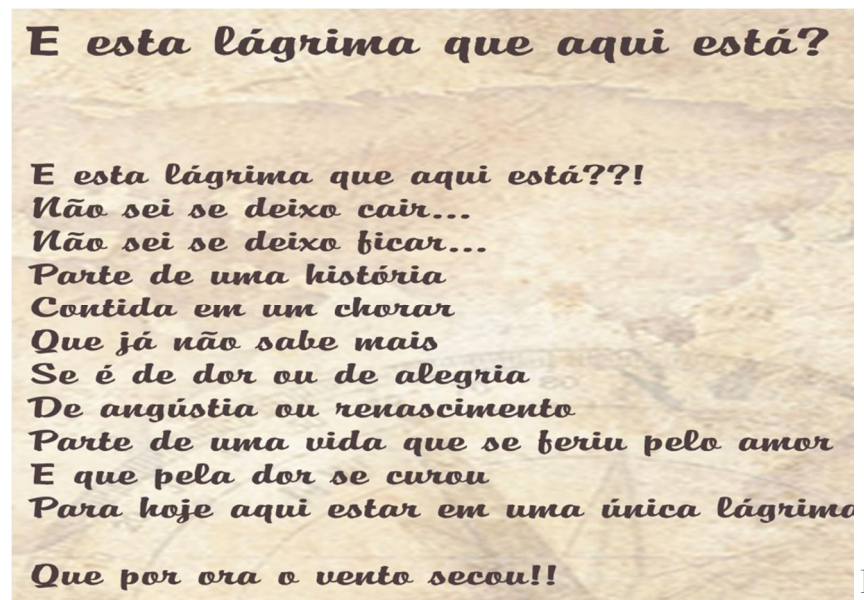 E esta lágrima que aqui está?
E esta lágrima que aqui está??!
Não sei se deixo cair...
Não sei se deixo ficar...
Parte de uma história
Contida em um chorar
Que já não sabe mais
Se é de dor ou de alegria
De angústia ou renascimento
Parte de uma vida que se feriu pelo amor
E que pela dor se curou
Para hoje aqui estar em uma única lágrima
Que por ora o vento secou!!